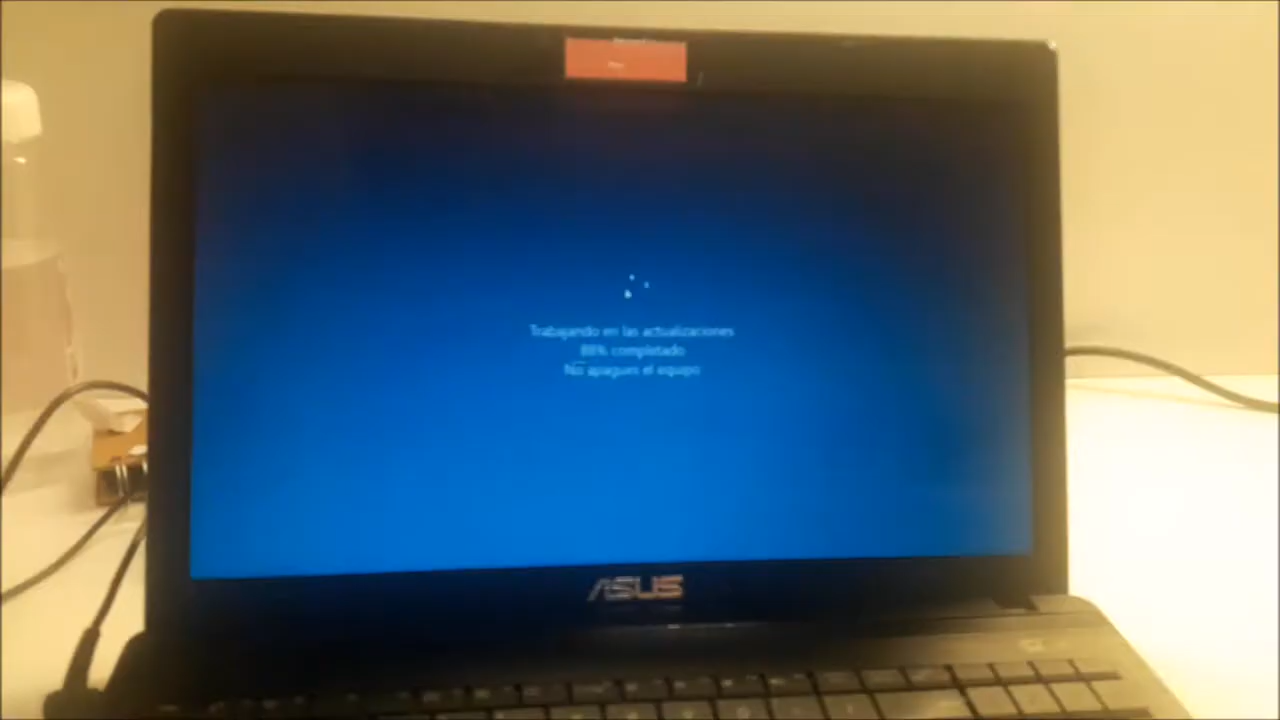 Trabajando en las actualizaciones
88% completado
No apagues el equipo
ASUS